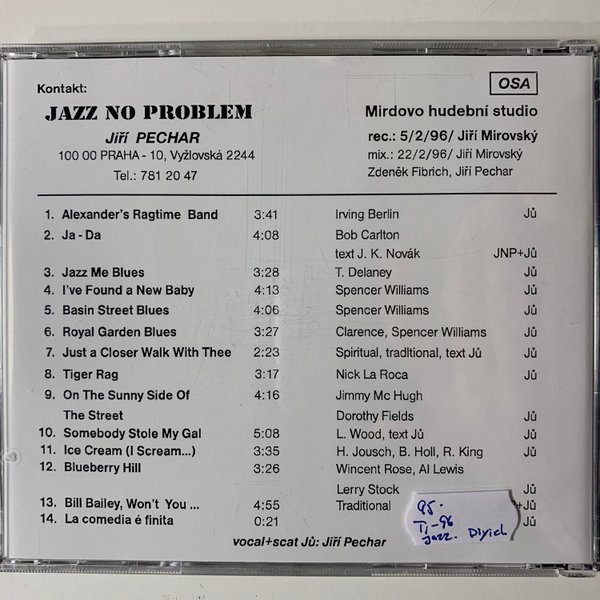 Kontakt:
OSA
JAZZ NO PROBLEM
Jiří PECHAR
100 00 PRAHA - 10, Vyžlovská 2244
Tel.: 781 20 47
Mirdovo hudební studio
rec.: 5/2/96/ Jiří Mirovský
mix.: 22/2/96/ Jiří Mirovský
Zdeněk Fibrich, Jiří Pechar
1. Alexander's Ragtime Band 3:41 Irving Berlin Jů
2. Ja - Da 4:08 Bob Carlton
text J. K. Novák JNP+Jů
3. Jazz Me Blues 3:28 T. Delaney Jů
4. I've Found a New Baby 4:13 Spencer Williams Jů
5. Basin Street Blues 4:06 Spencer Williams Jů
6. Royal Garden Blues 3:27 Clarence, Spencer Williams Jů
7. Just a Closer Walk With Thee 2:23 Spiritual, traditional, text Jů Jů
8. Tiger Rag 3:17 Nick La Roca Jů
9. On The Sunny Side Of 4:16 Jimmy Mc Hugh
The Street Dorothy Fields Jů
10. Somebody Stole My Gal 5:08 L. Wood, text Jů Jů
11. Ice Cream (I Scream...) 3:35 H. Jousch, B. Holl, R. King Jů
12. Blueberry Hill 3:26 Wincent Rose, Al Lewis
Lerry Stock Jů
13. Bill Bailey, Won't You ... 4:55 Traditional +Jů
14. La comedia é finita 0:21 Jů
95.-
-96
jazz.
vocal+scat Jů: Jiří Pechar